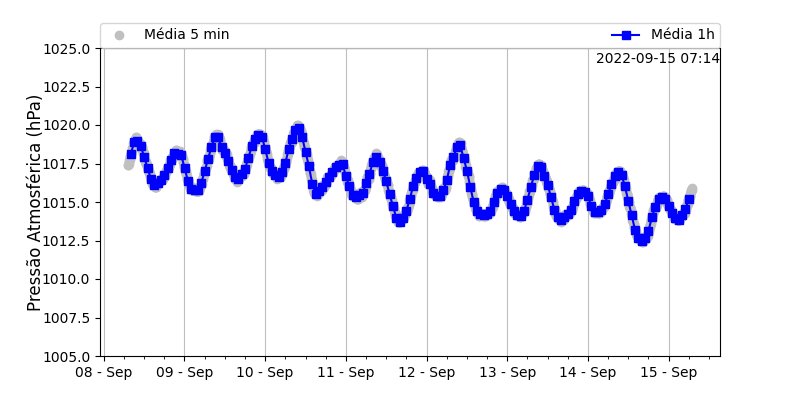 Média 5 min
Média 1h
2022-09-15 07:14
Pressão Atmosférica (hPa)
1025.0
1022.5
1020.0
1017.5
1015.0
1012.5
1010.0
1007.5
1005.0
08 - Sep 09 - Sep 10 - Sep 11 - Sep 12 - Sep 13 - Sep 14 - Sep 15 - Sep